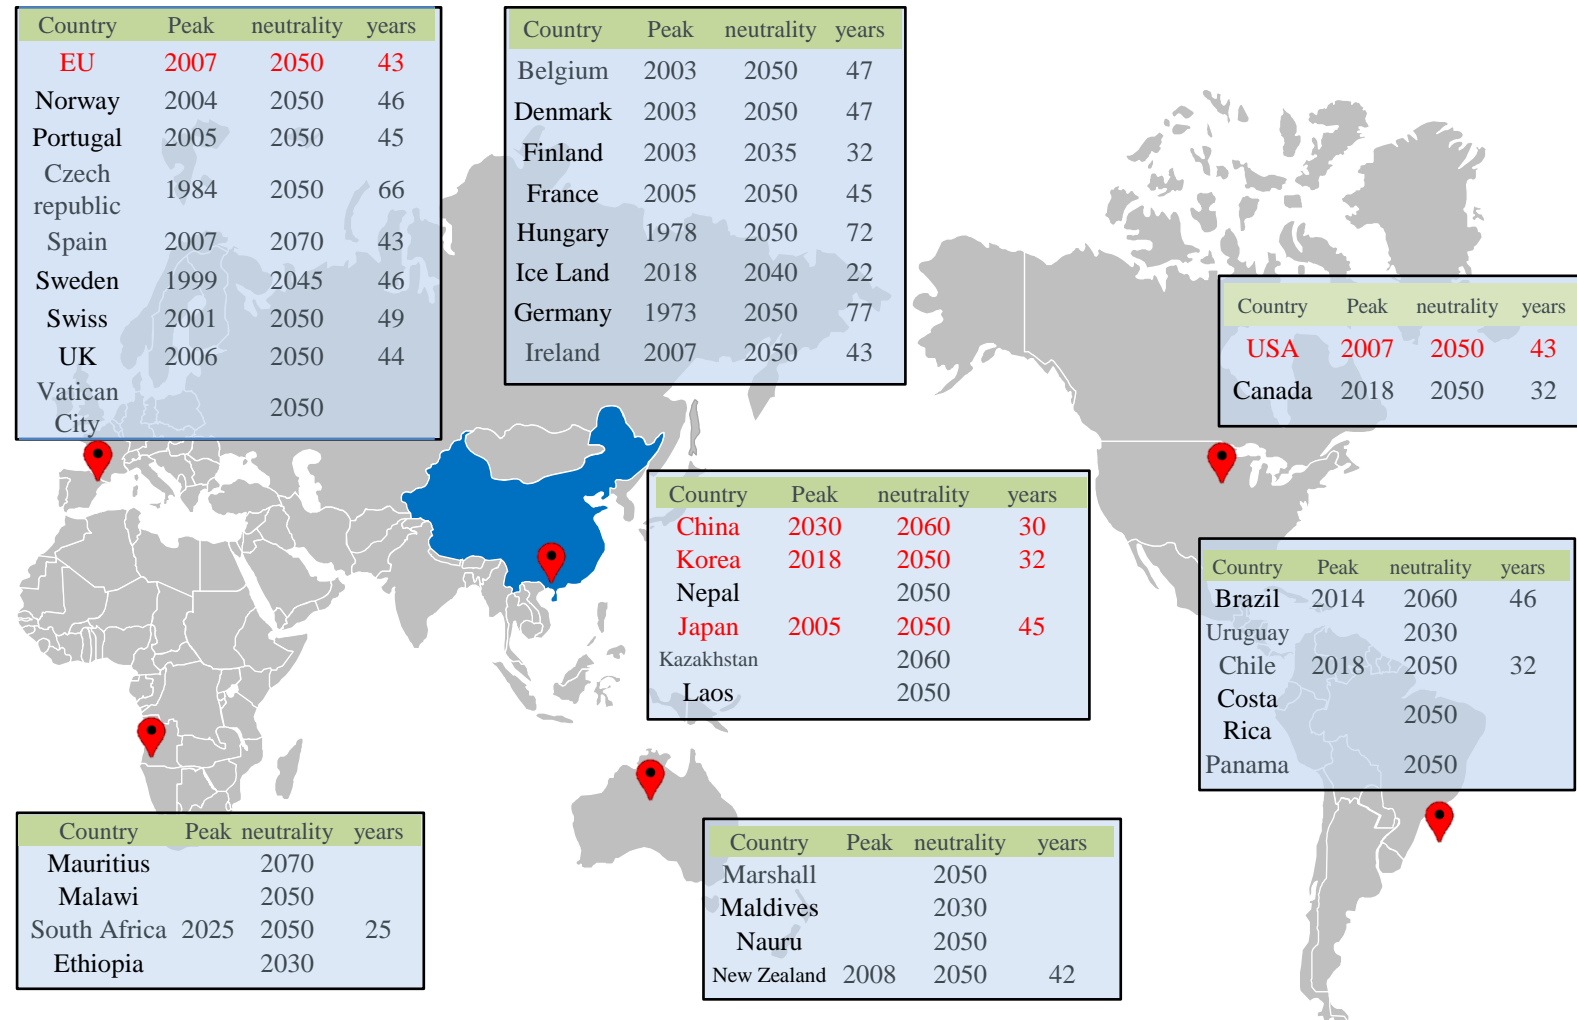 Country Peak neutrality years
EU 2007 2050 43
Norway 2004 2050 46
Portugal 2005 2050 45
Czech
republic 1984 2050 66
Spain 2007 2070 43
Sweden 1999 2045 46
Swiss 2001 2050 49
UK 2006 2050 44
Vatican
City 2050
Country Peak neutrality years
Belgium 2003 2050 47
Denmark 2003 2050 47
Finland 2003 2035 32
France 2005 2050 45
Hungary 1978 2050 72
Ice Land 2018 2040 22
Germany 1973 2050 77
Ireland 2007 2050 43
Country Peak neutrality years
USA 2007 2050 43
Canada 2018 2050 32
Country Peak neutrality years
China 2030 2060 30
Korea 2018 2050 32
Nepal 2050
Japan 2005 2050 45
Kazakhstan 2060
Laos 2050
Country Peak neutrality years
Brazil 2014 2060 46
Uruguay 2030
Chile 2018 2050 32
Costa
Rica 2050
Panama 2050
Country Peak neutrality years
Mauritius 2070
Malawi 2050
South Africa 2025 2050 25
Ethiopia 2030
Country Peak neutrality years
Marshall 2050
Maldives 2030
Nauru 2050
New Zealand 2008 2050 42